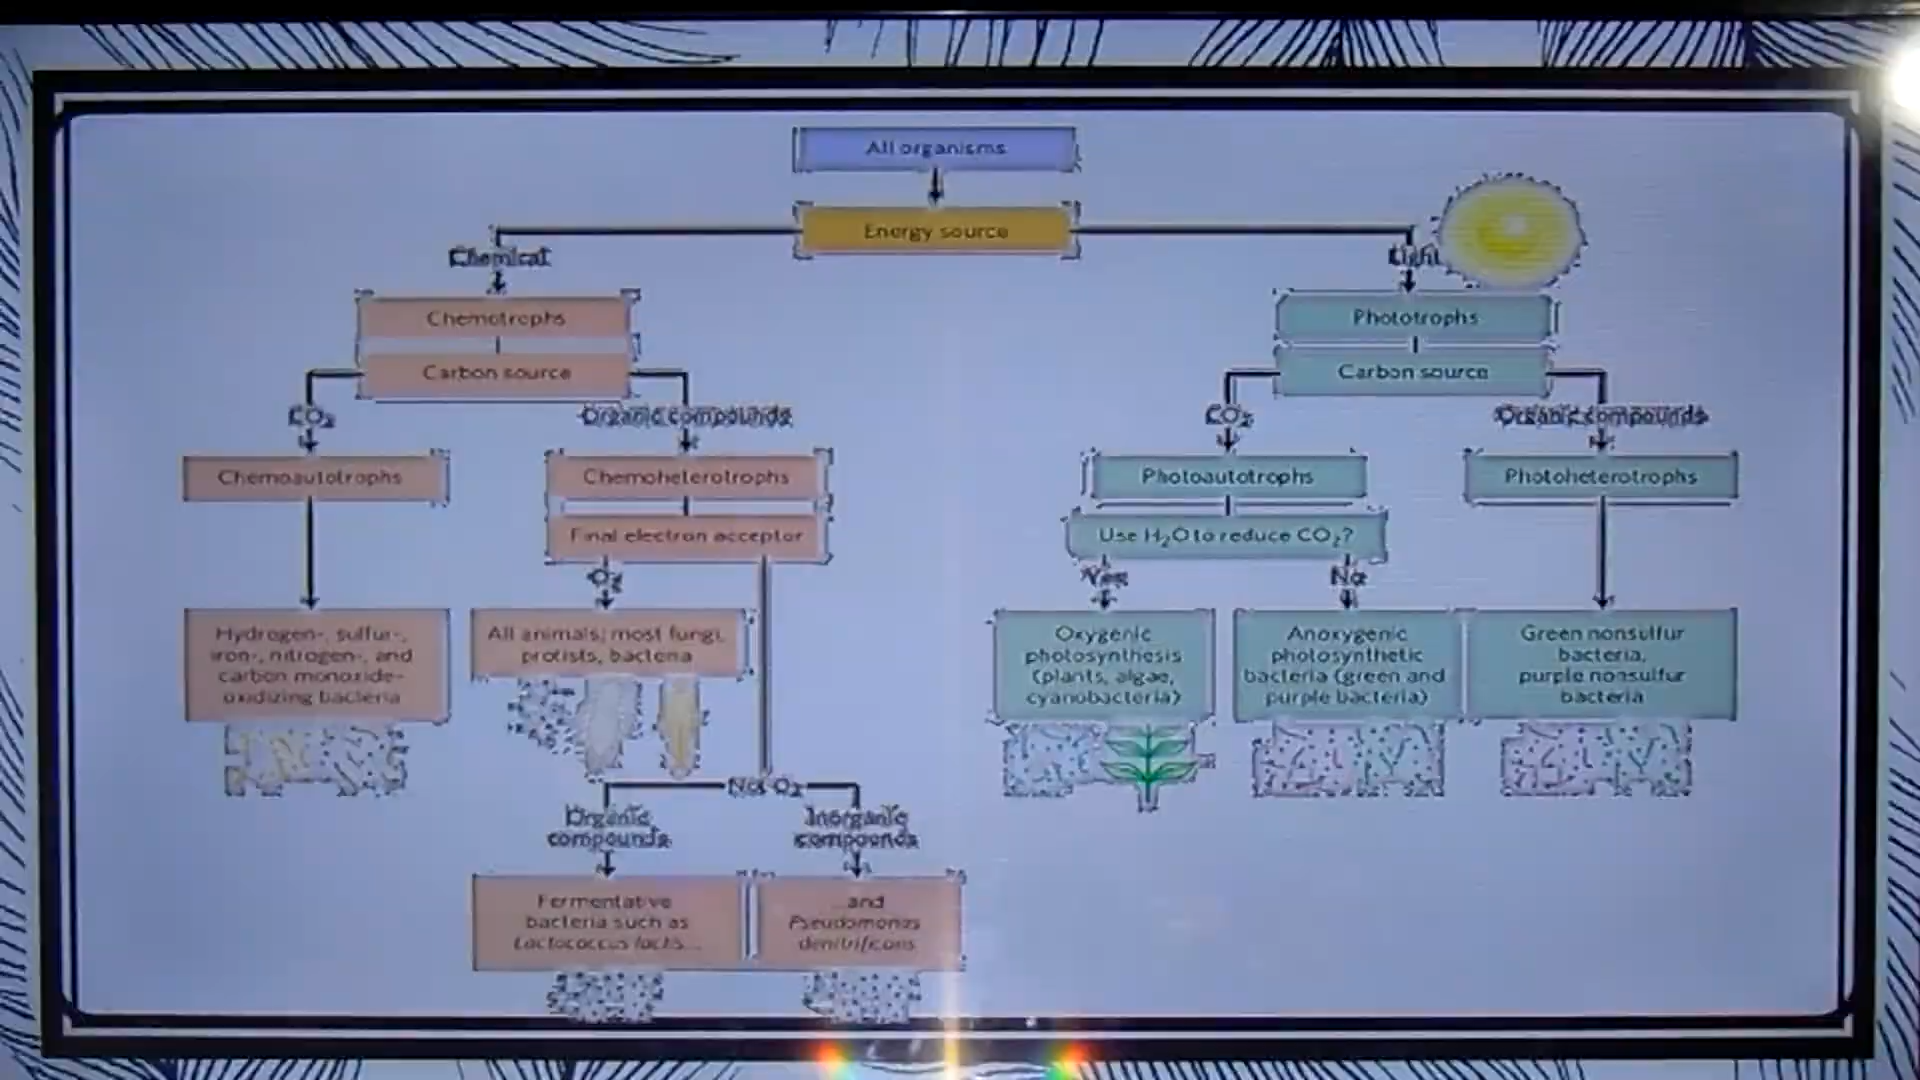 All organisms
Energy source
Chemical
Light
Chemotrophs
Phototrophs
Carbon source
Carbon source
CO₂
Organic compounds
CO₂
Organic compounds
Chemoautotrophs
Chemoheterotrophs
Photoautotrophs
Photoheterotrophs
Final electron acceptor
Use H₂O to reduce CO₂?
O₂
Yes
No
Hydrogen-, sulfur-,
iron-, nitrogen-, and
carbon monoxide-
oxidizing bacteria
All animals; most fungi,
protists, bacteria
Oxygenic
photosynthesis
(plants, algae,
cyanobacteria)
Anoxygenic
photosynthetic
bacteria (green and
purple bacteria)
Green nonsulfur
bacteria,
purple nonsulfur
bacteria
Not O₂
Organic
compounds
Inorganic
compounds
Fermentative
bacteria such as
Lactococcus lactis...
...and
Pseudomonas
denitrificans